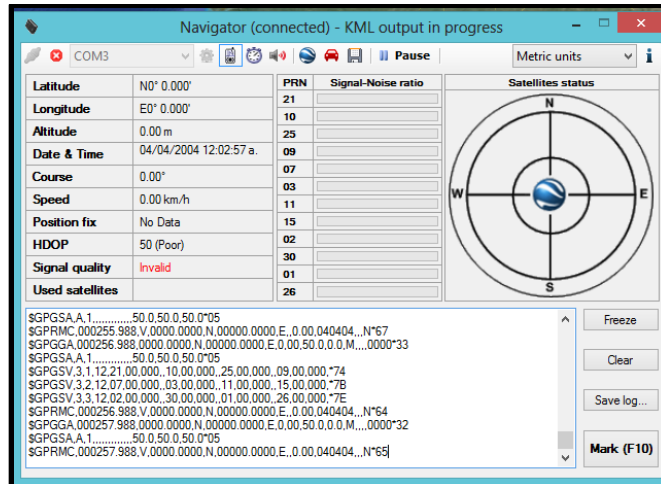 Navigator (connected) - KML output in progress
COM3
Pause
Metric units
i
Latitude N0° 0.000'
Longitude E0° 0.000'
Altitude 0.00 m
Date & Time 04/04/2004 12:02:57 a.
Course 0.00°
Speed 0.00 km/h
Position fix No Data
HDOP 50 (Poor)
Signal quality Invalid
Used satellites
PRN Signal-Noise ratio
21
10
25
09
07
03
11
15
02
30
01
26
Satellites status
N
W E
S
$GPGSA,A,1,,,,,,,,,,,,,50.0,50.0,50.0*05
$GPRMC,000255.988,V,0000.0000,N,00000.0000,E,,0.00,040404,,,N*67
$GPGGA,000256.988,0000.0000,N,00000.0000,E,0,00,50.0,0.0,M,,,,0000*33
$GPGSA,A,1,,,,,,,,,,,,,50.0,50.0,50.0*05
$GPGSV,3,1,12,21,00,000,,10,00,000,,25,00,000,,09,00,000,*74
$GPGSV,3,2,12,07,00,000,,03,00,000,,11,00,000,,15,00,000,*7B
$GPGSV,3,3,12,02,00,000,,30,00,000,,01,00,000,,26,00,000,*7E
$GPRMC,000256.988,V,0000.0000,N,00000.0000,E,,0.00,040404,,,N*64
$GPGGA,000257.988,0000.0000,N,00000.0000,E,0,00,50.0,0.0,M,,,,0000*32
$GPGSA,A,1,,,,,,,,,,,,,50.0,50.0,50.0*05
$GPRMC,000257.988,V,0000.0000,N,00000.0000,E,,0.00,040404,,,N*65
Freeze
Clear
Save log...
Mark (F10)